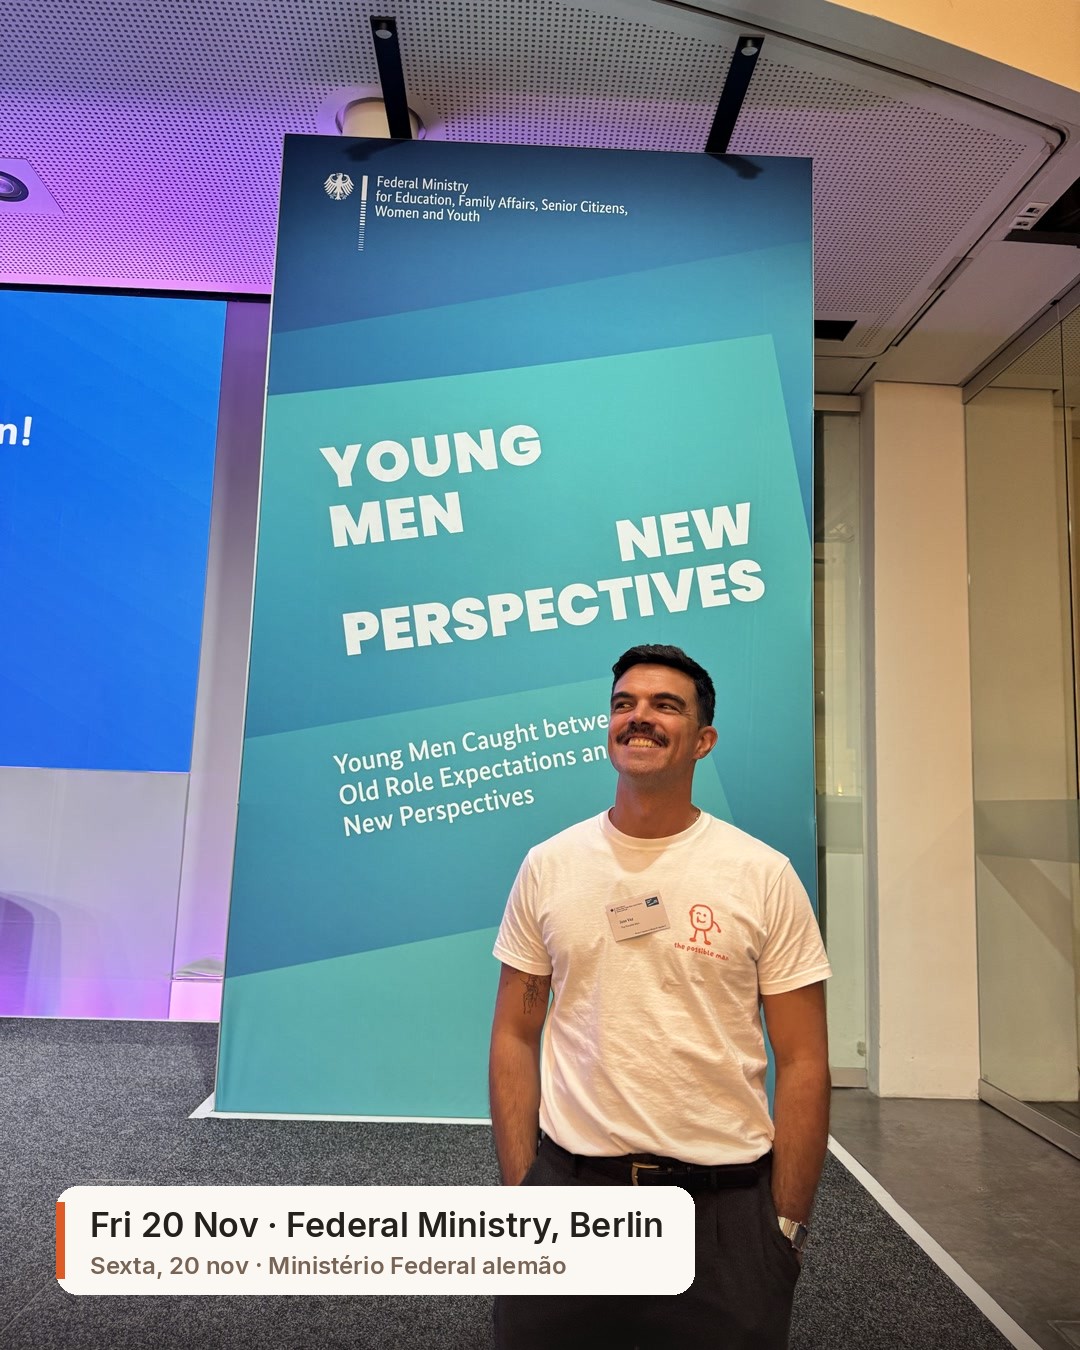 Federal Ministry
for Education, Family Affairs, Senior Citizens,
Women and Youth
n!
YOUNG
MEN
NEW
PERSPECTIVES
Young Men Caught betwe
Old Role Expectations an
New Perspectives
the possible man
Fri 20 Nov · Federal Ministry, Berlin
Sexta, 20 nov · Ministério Federal alemão